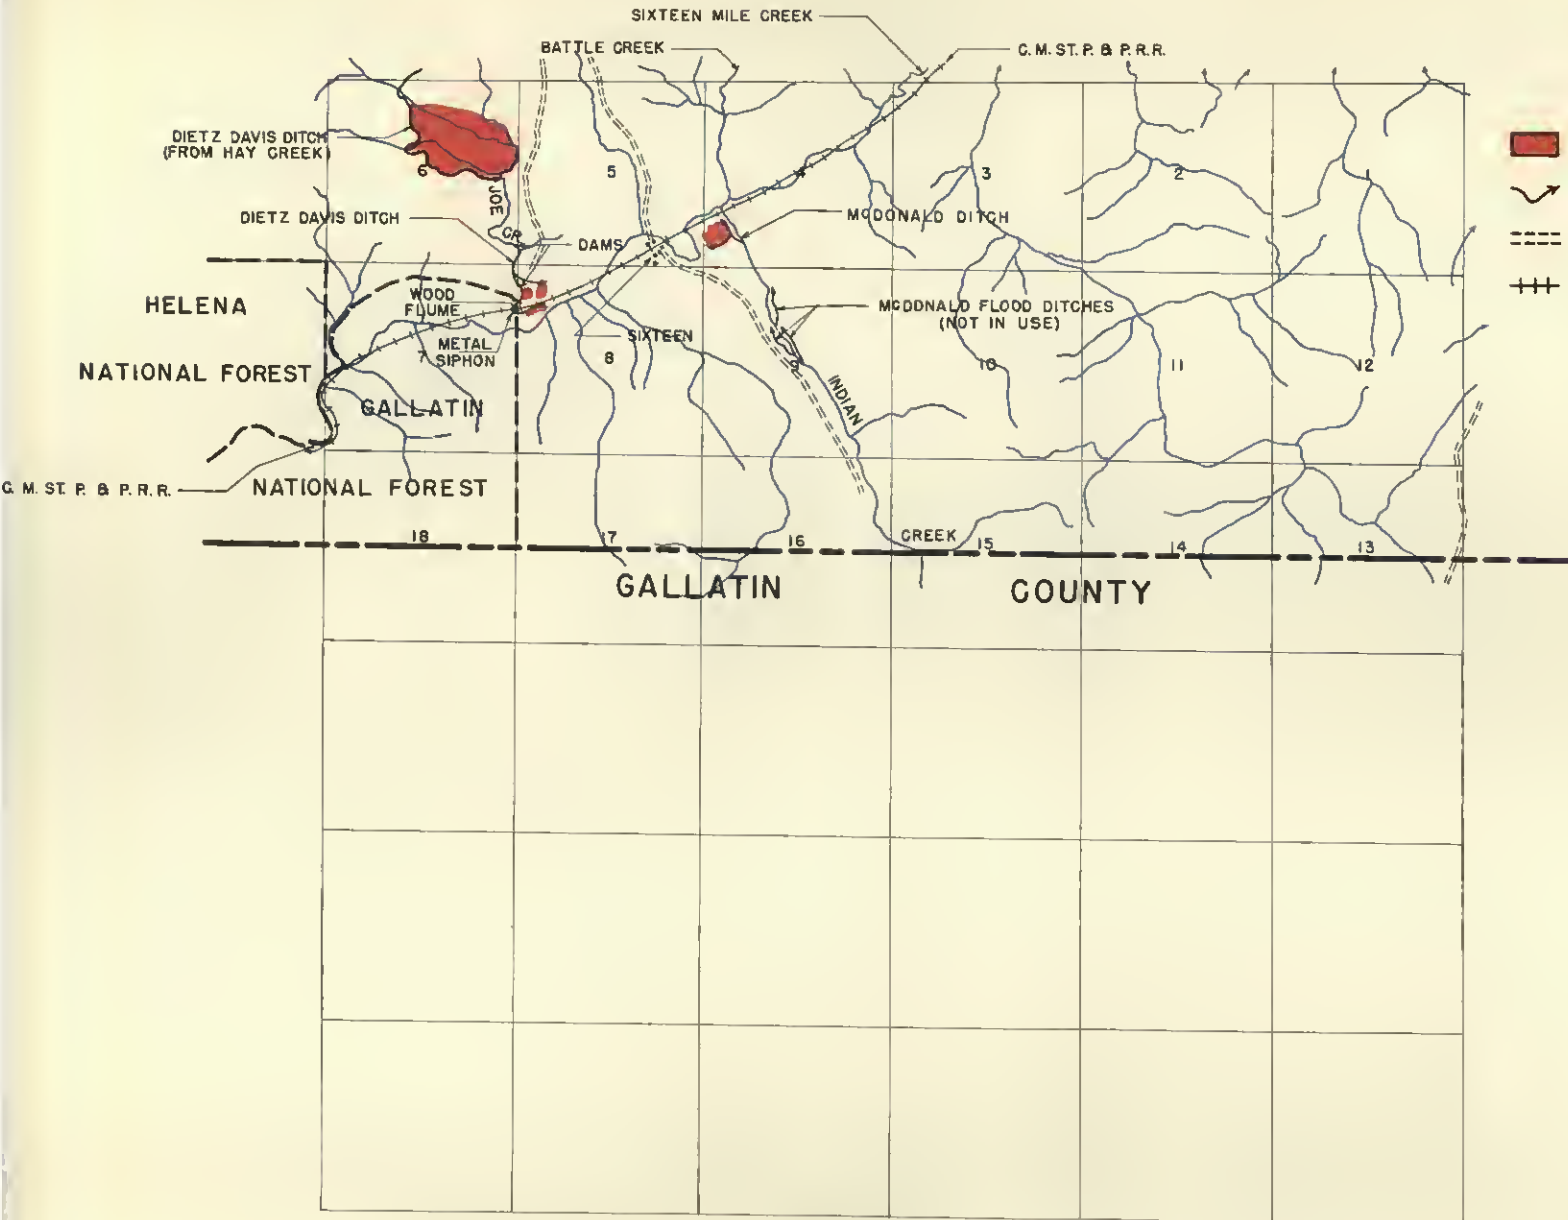 SIXTEEN MILE CREEK
BATTLE CREEK
C. M. ST. P. & P. R. R.
DIETZ DAVIS DITCH
(FROM HAY CREEK)
6
5
4
3
2
JOE
CR.
DIETZ DAVIS DITCH
DAMS
MCDONALD DITCH
HELENA
NATIONAL FOREST
WOOD
FLUME
METAL
SIPHON
7
8
SIXTEEN
MCDONALD FLOOD DITCHES
(NOT IN USE)
9
10
11
12
INDIAN
CREEK
GALLATIN
NATIONAL FOREST
C. M. ST. P. & P. R. R.
18
17
16
15
14
13
GALLATIN COUNTY